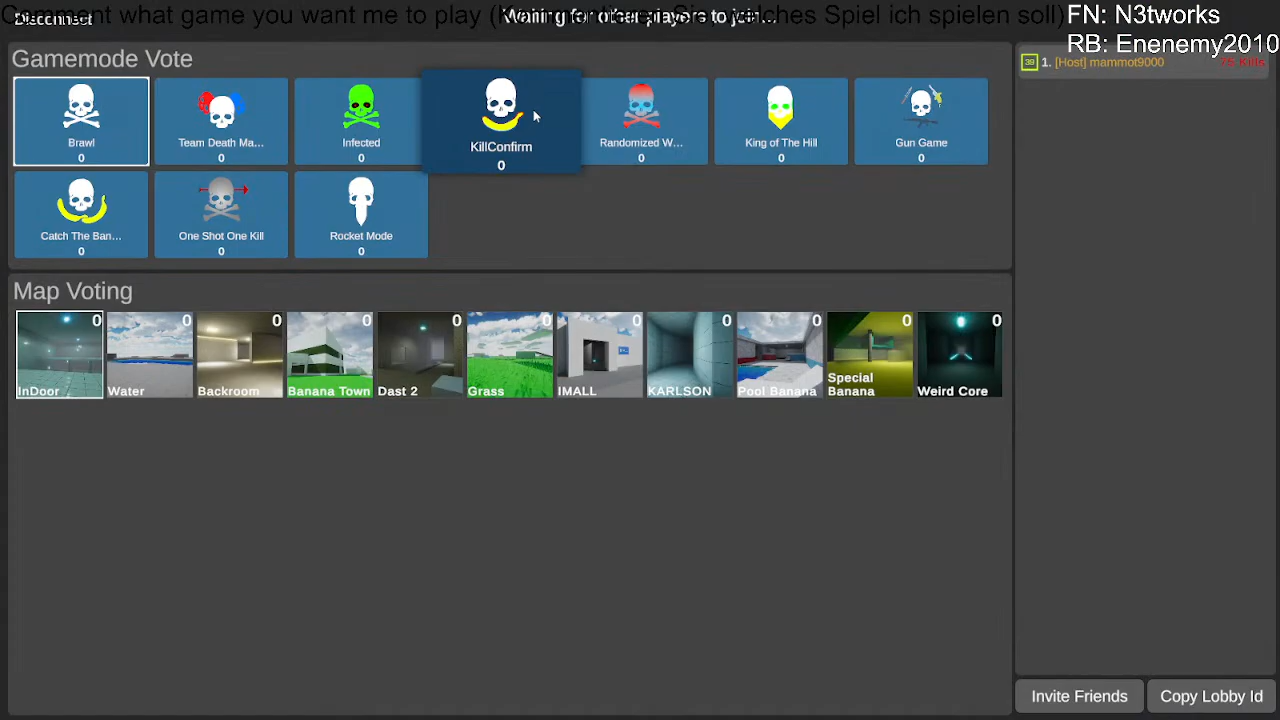 Disconnect
Comment what game you want me to play (Kommentieren Sie, welches Spiel ich spielen soll)
Waiting for other players to join...
FN: N3tworks
RB: Enenemy2010
Gamemode Vote
Brawl
0
Team Death Ma...
0
Infected
0
KillConfirm
0
Randomized W...
0
King of The Hill
0
Gun Game
0
Catch The Ban...
0
One Shot One Kill
0
Rocket Mode
0
39 1. [Host] mammot9000 75 Kills
Map Voting
0
InDoor
0
Water
0
Backroom
0
Banana Town
0
Dast 2
0
Grass
0
IMALL
0
KARLSON
0
Pool Banana
0
Special
Banana
0
Weird Core
Invite Friends
Copy Lobby Id